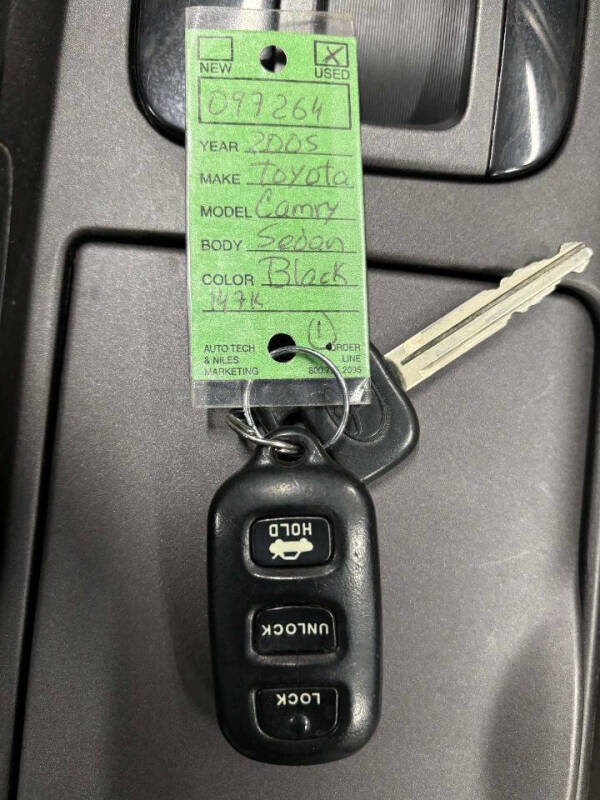 NEW USED
097264
YEAR 2005
MAKE Toyota
MODEL Camry
BODY Sedan
COLOR Black
147K
1
AUTO TECH
& NILES
MARKETING
ORDER
LINE
HOLD
UNLOCK
LOCK